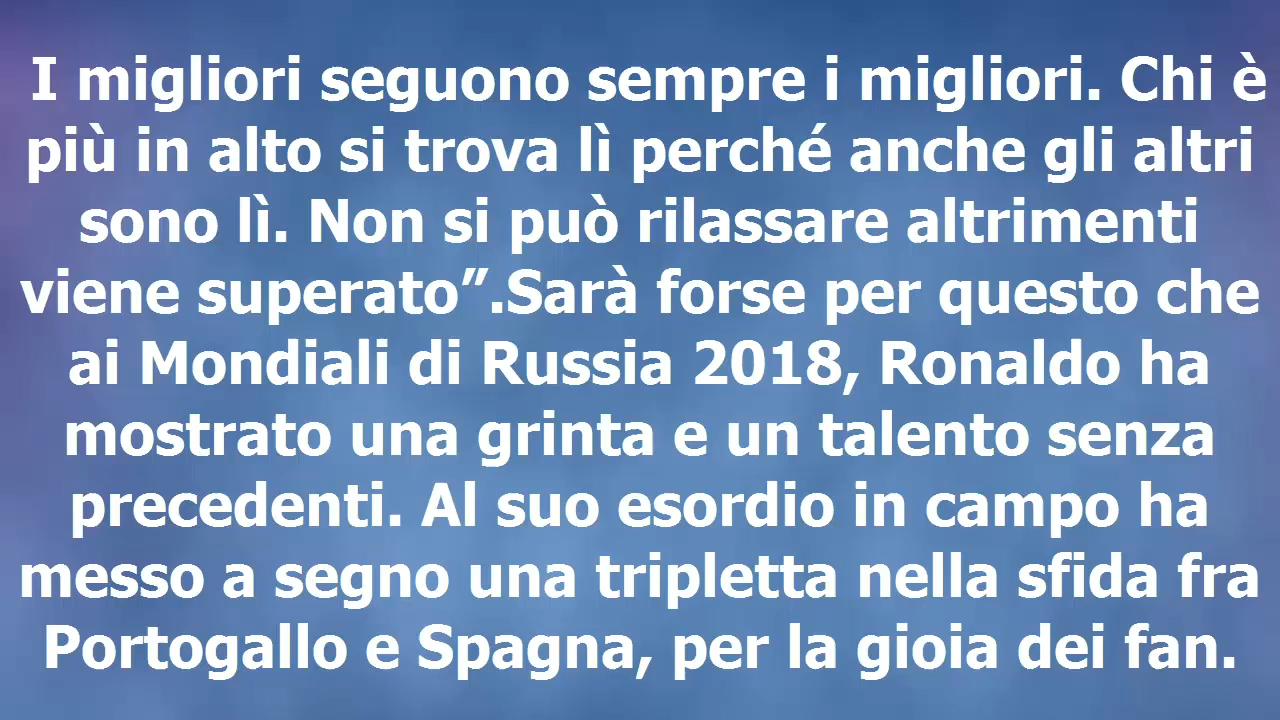 I migliori seguono sempre i migliori. Chi è
più in alto si trova lì perché anche gli altri
sono lì. Non si può rilassare altrimenti
viene superato”.Sarà forse per questo che
ai Mondiali di Russia 2018, Ronaldo ha
mostrato una grinta e un talento senza
precedenti. Al suo esordio in campo ha
messo a segno una tripletta nella sfida fra
Portogallo e Spagna, per la gioia dei fan.